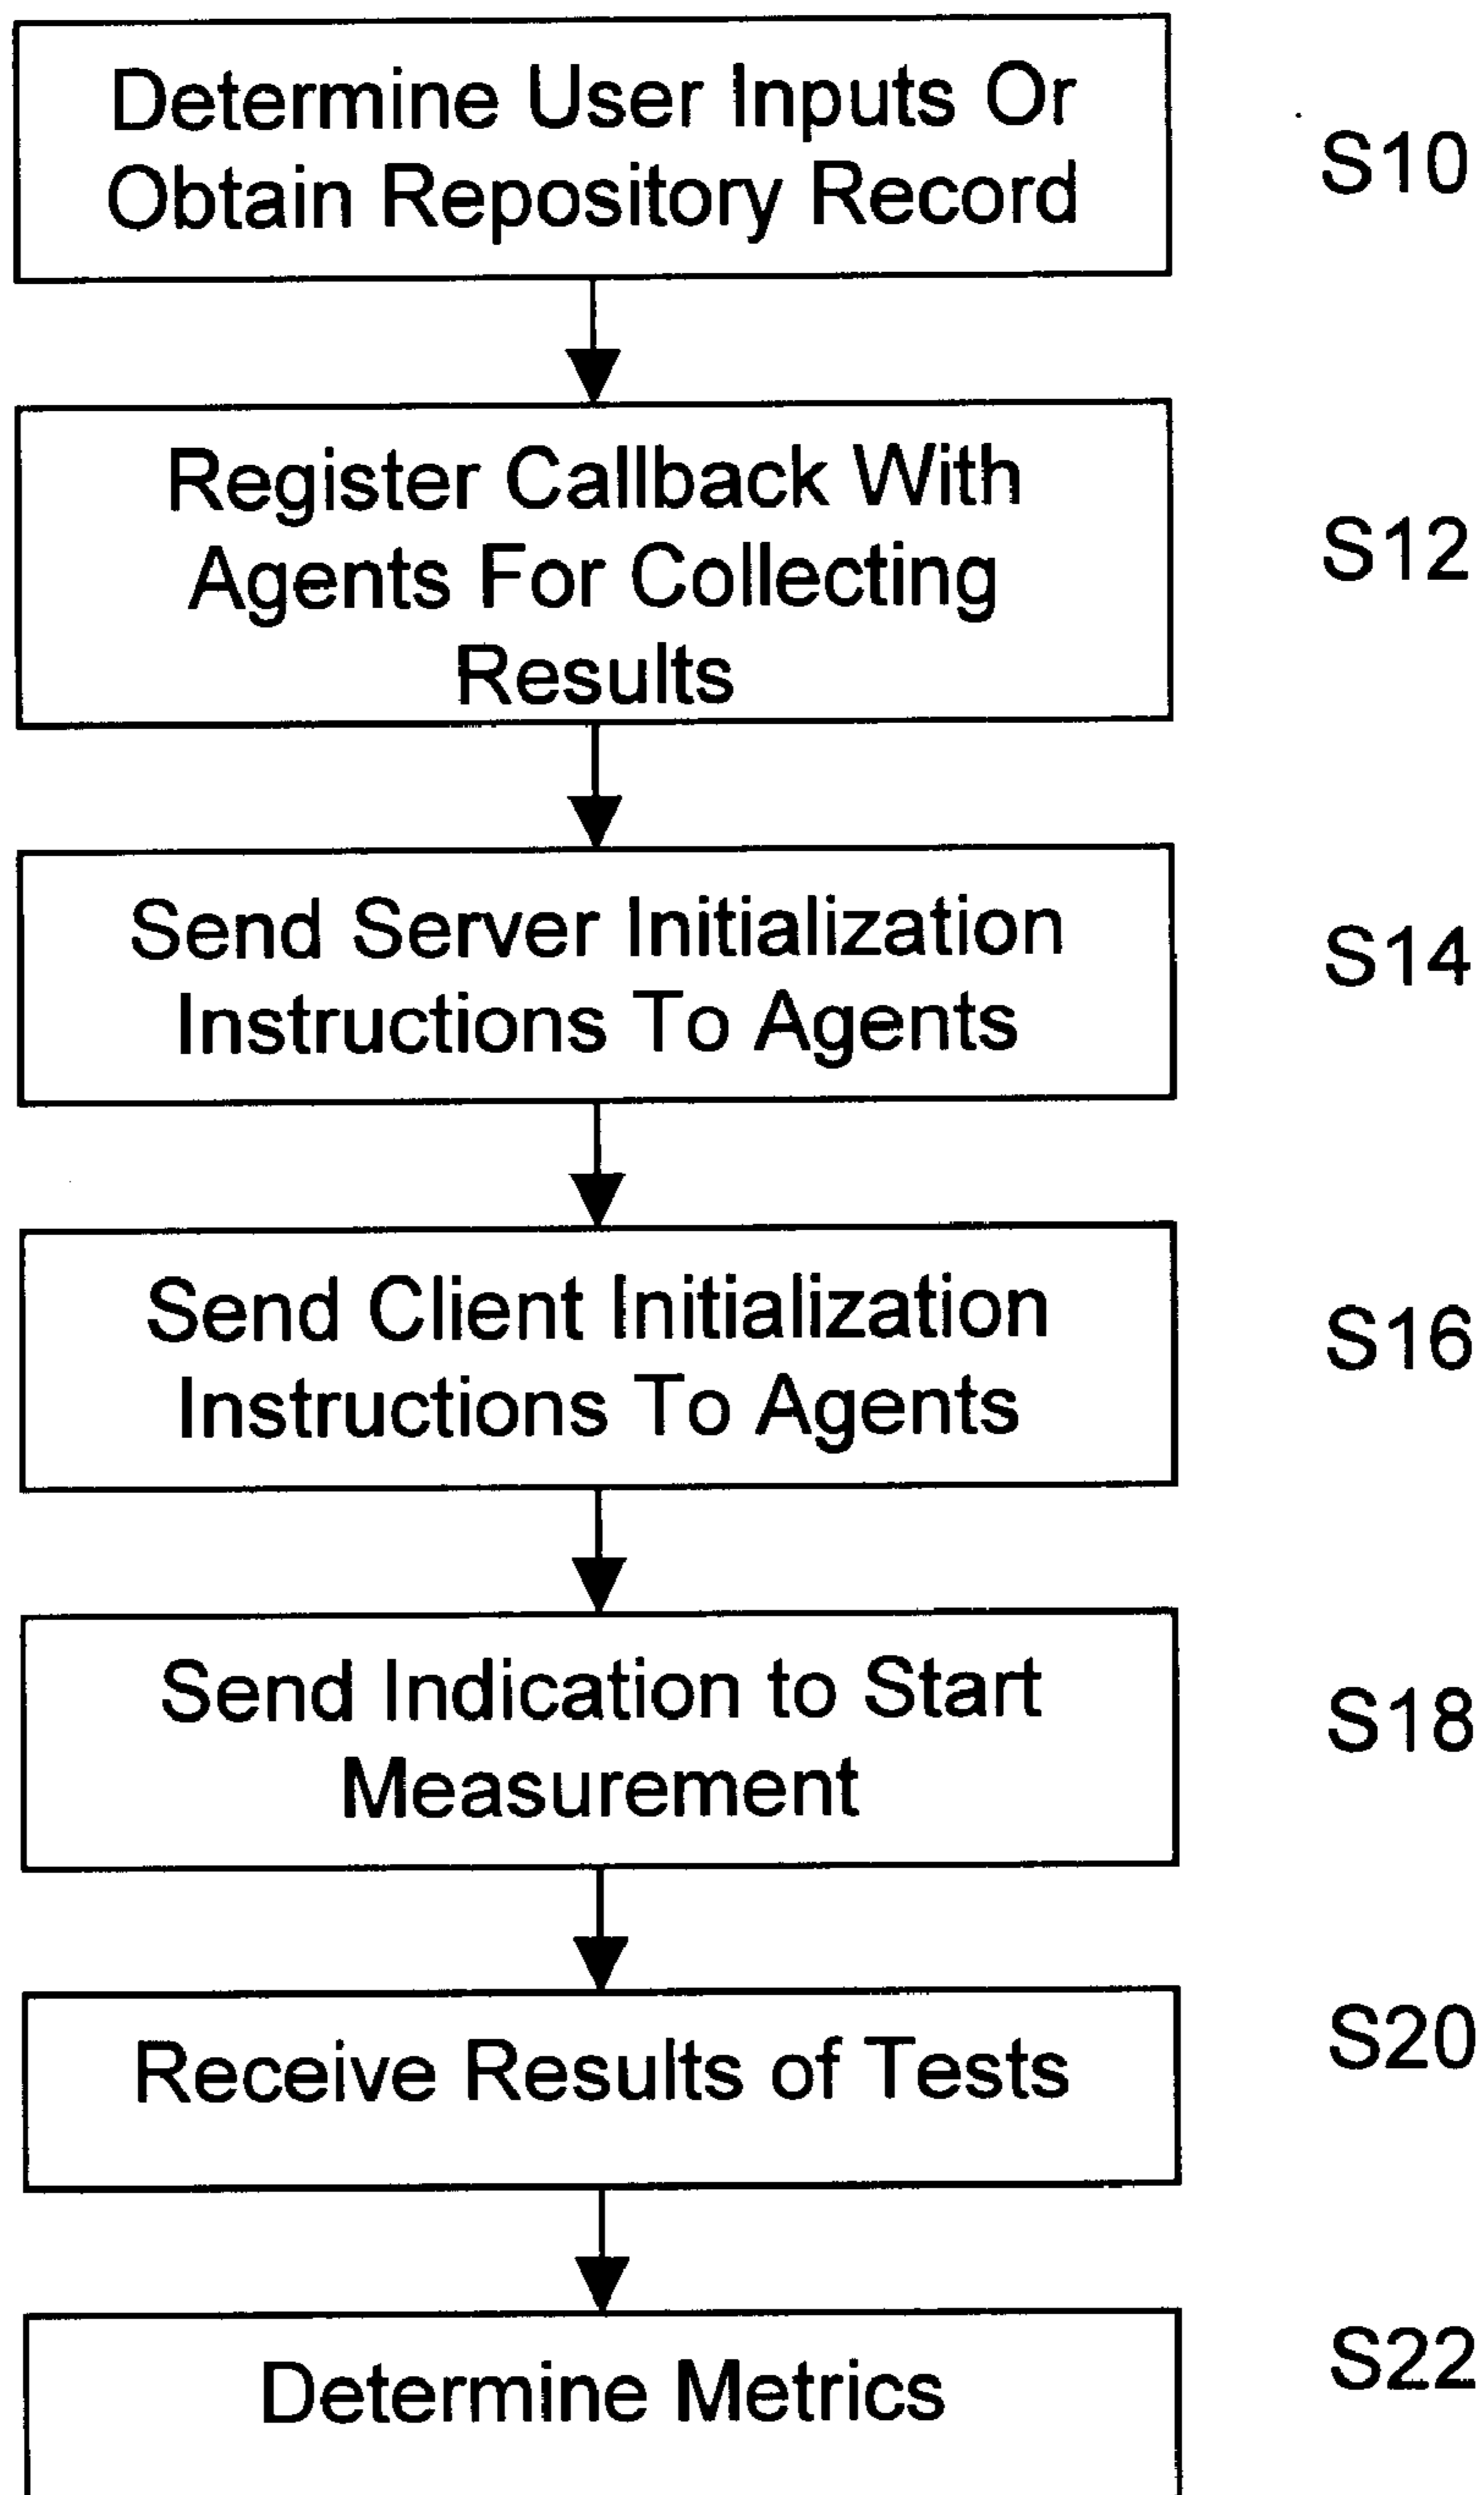 Determine User Inputs Or
Obtain Repository Record
S10
Register Callback With
Agents For Collecting
Results
S12
Send Server Initialization
Instructions To Agents
S14
Send Client Initialization
Instructions To Agents
S16
Send Indication to Start
Measurement
S18
Receive Results of Tests
S20
Determine Metrics
S22